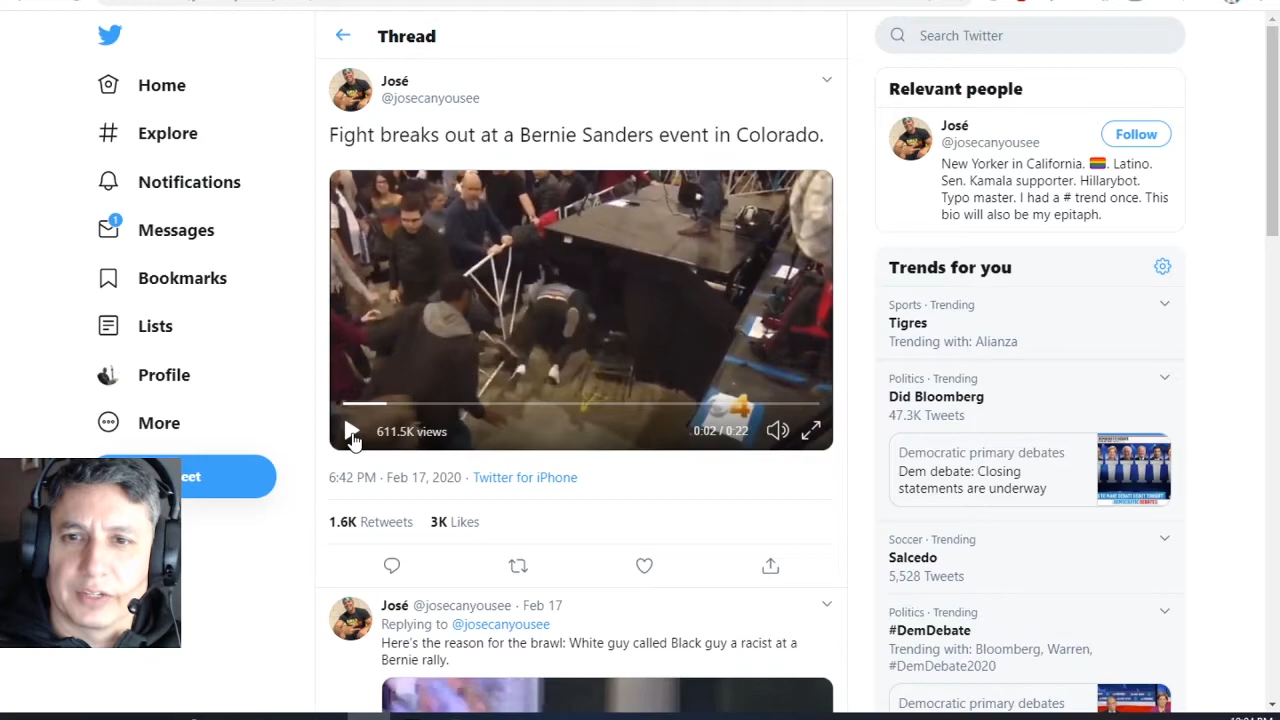 Home
Explore
Notifications
1
Messages
Bookmarks
Lists
Profile
More
eet
Thread
José
@josecanyousee
Fight breaks out at a Bernie Sanders event in Colorado.
611.5K views
0:02 / 0:22
6:42 PM · Feb 17, 2020 · Twitter for iPhone
1.6K Retweets 3K Likes
José @josecanyousee · Feb 17
Replying to @josecanyousee
Here's the reason for the brawl: White guy called Black guy a racist at a
Bernie rally.
Search Twitter
Relevant people
José
@josecanyousee
Follow
New Yorker in California. 🏳️‍🌈. Latino.
Sen. Kamala supporter. Hillarybot.
Typo master. I had a # trend once. This
bio will also be my epitaph.
Trends for you
Sports · Trending
Tigres
Trending with: Alianza
Politics · Trending
Did Bloomberg
47.3K Tweets
Democratic primary debates
Dem debate: Closing
statements are underway
Soccer · Trending
Salcedo
5,528 Tweets
Politics · Trending
#DemDebate
Trending with: Bloomberg, Warren,
#DemDebate2020
Democratic primary debates